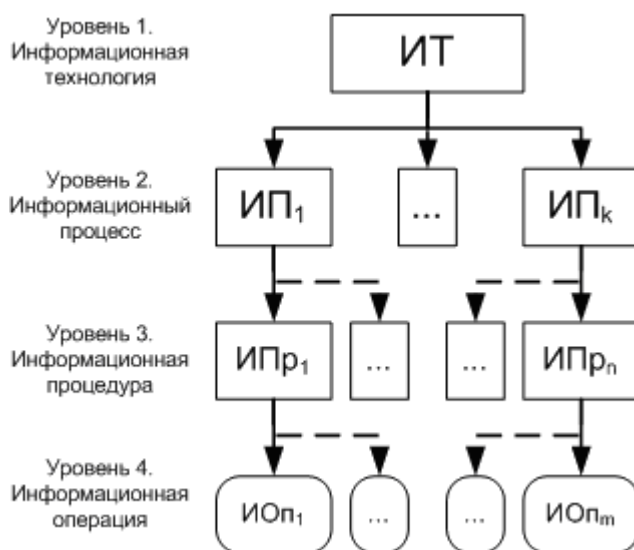 Уровень 1.
Информационная
технология
ИТ
Уровень 2.
Информационный
процесс
ИП₁
...
ИПₖ
Уровень 3.
Информационная
процедура
ИПр₁
...
...
ИПрₙ
Уровень 4.
Информационная
операция
ИОп₁
...
...
ИОпₘ